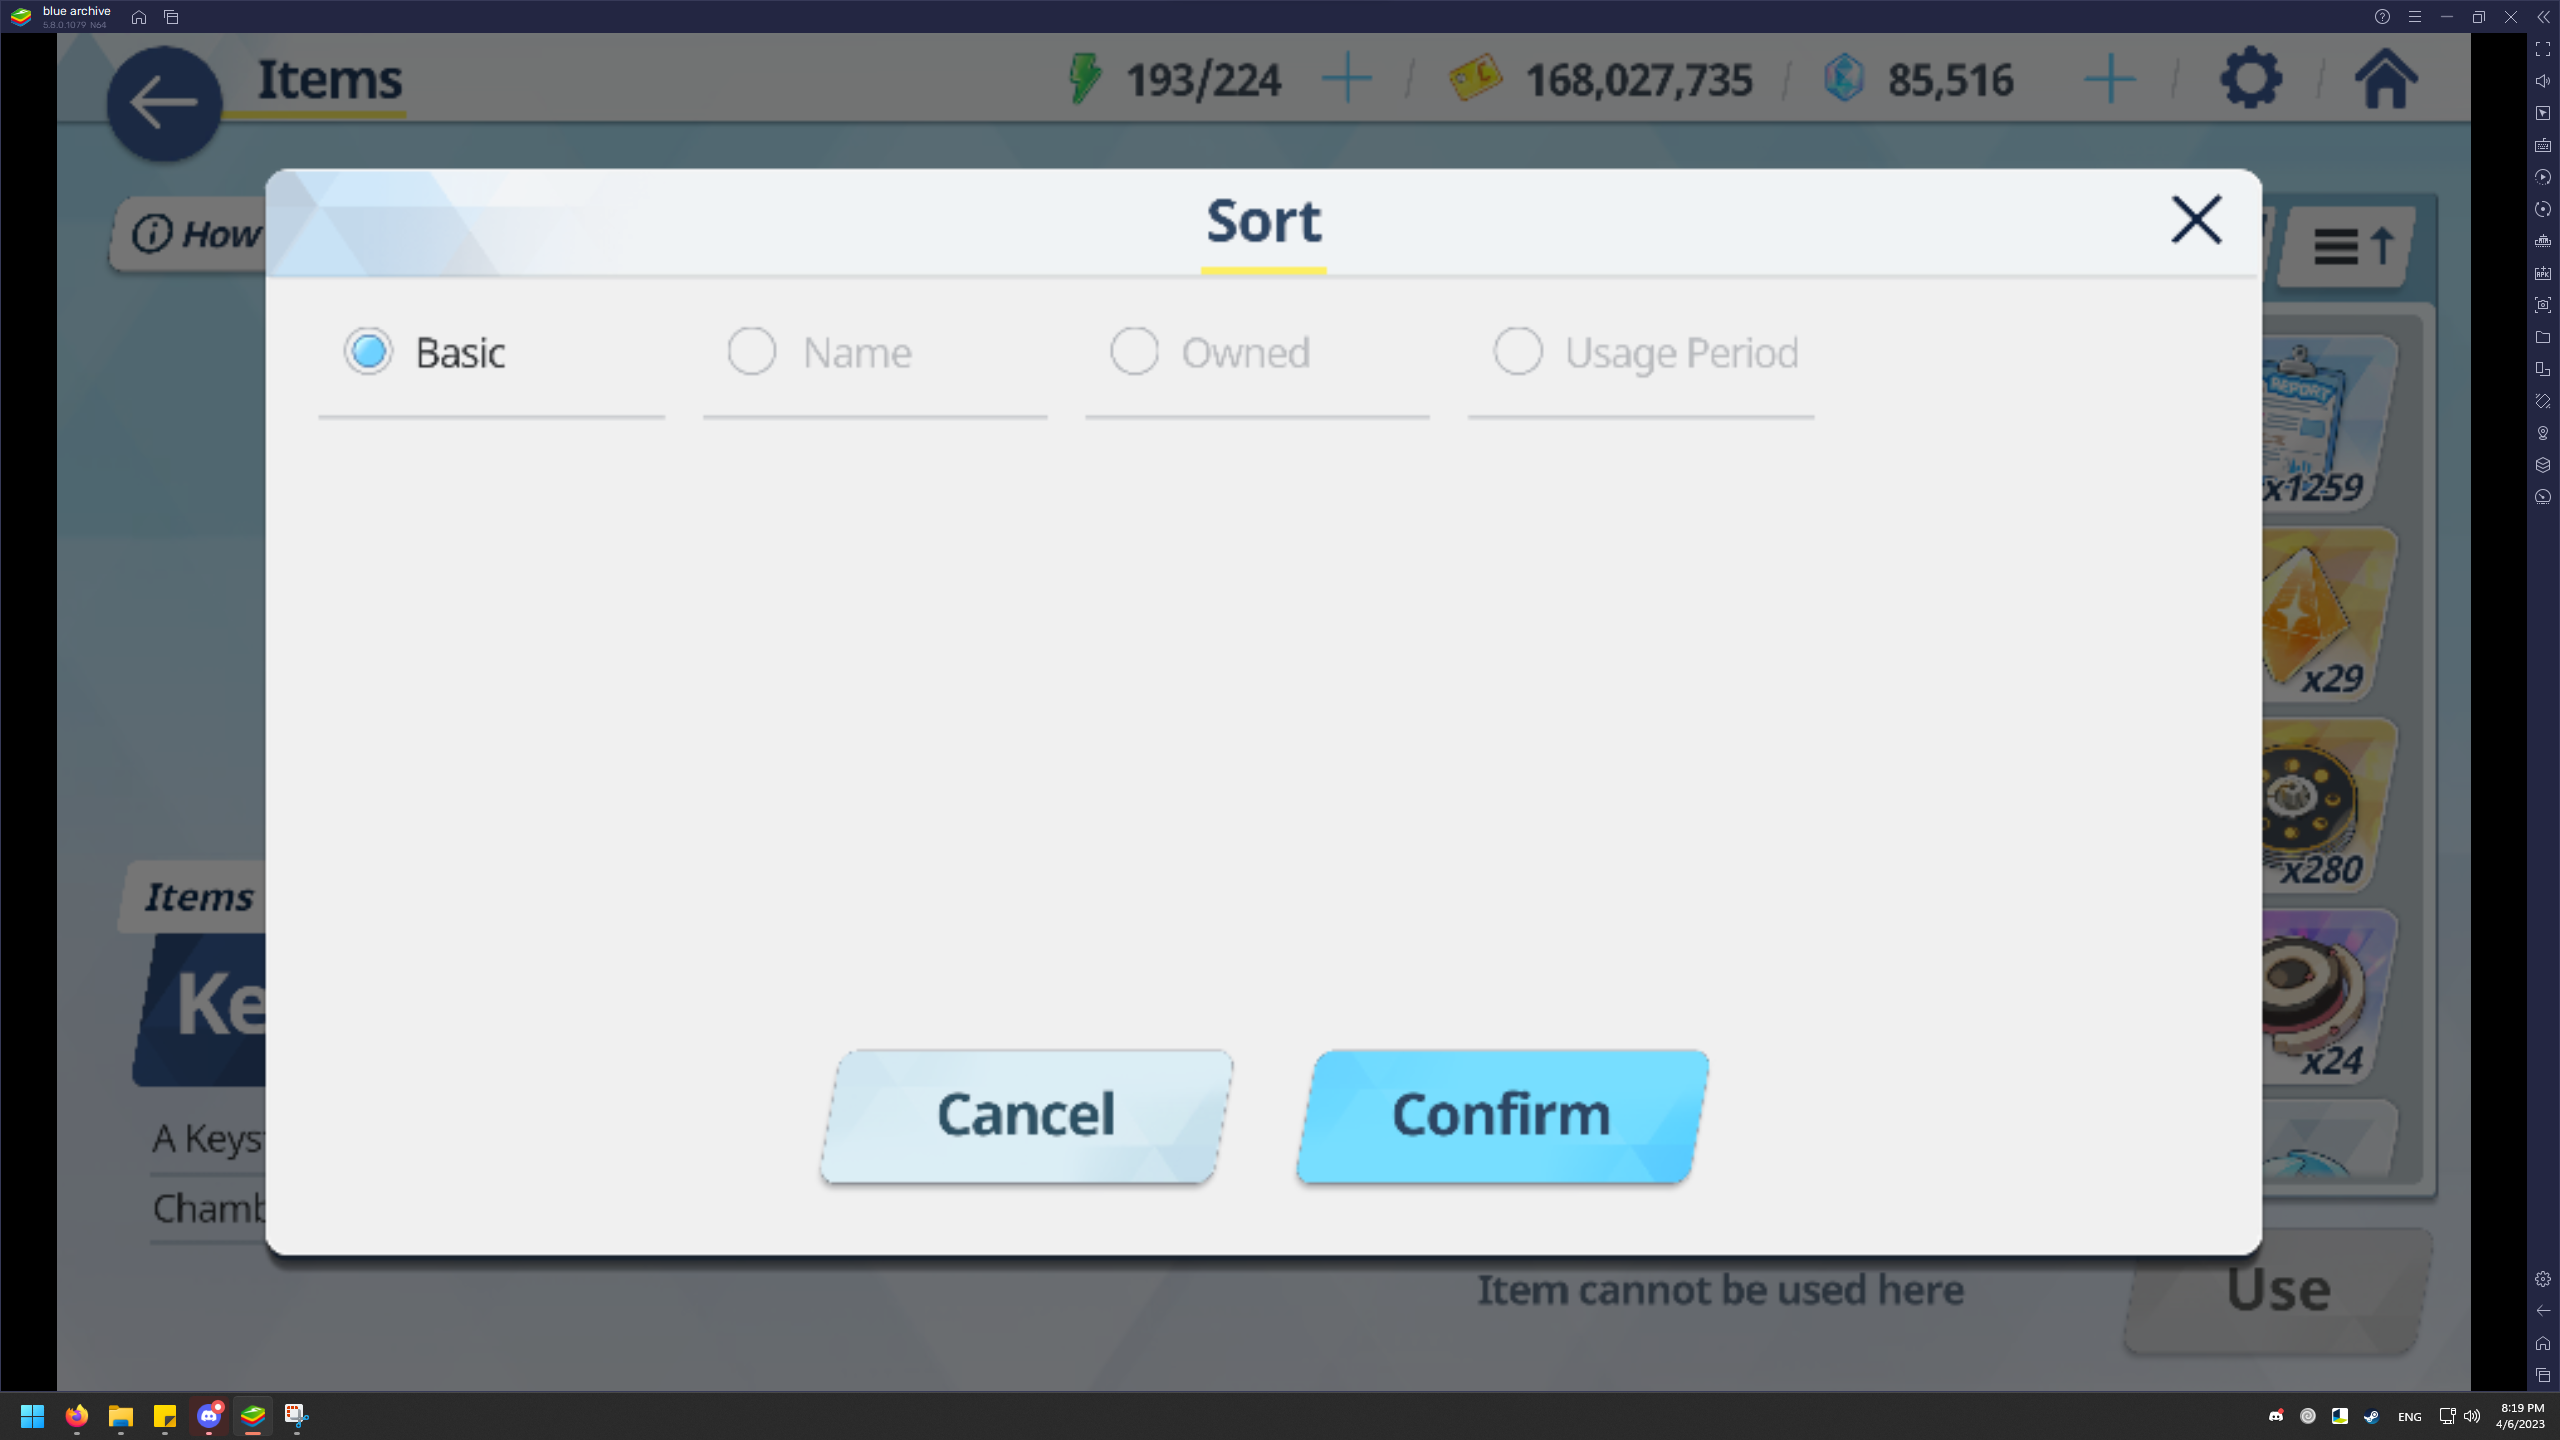 blue archive
5.8.0.1079 N64
Items
193/224
168,027,735
85,516
How
Sort
Basic
Name
Owned
Usage Period
REPORT
x1259
x29
x280
x24
Items
Ke
A Keys
Chamb
Cancel
Confirm
Item cannot be used here
Use
ENG
8:19 PM
4/6/2023